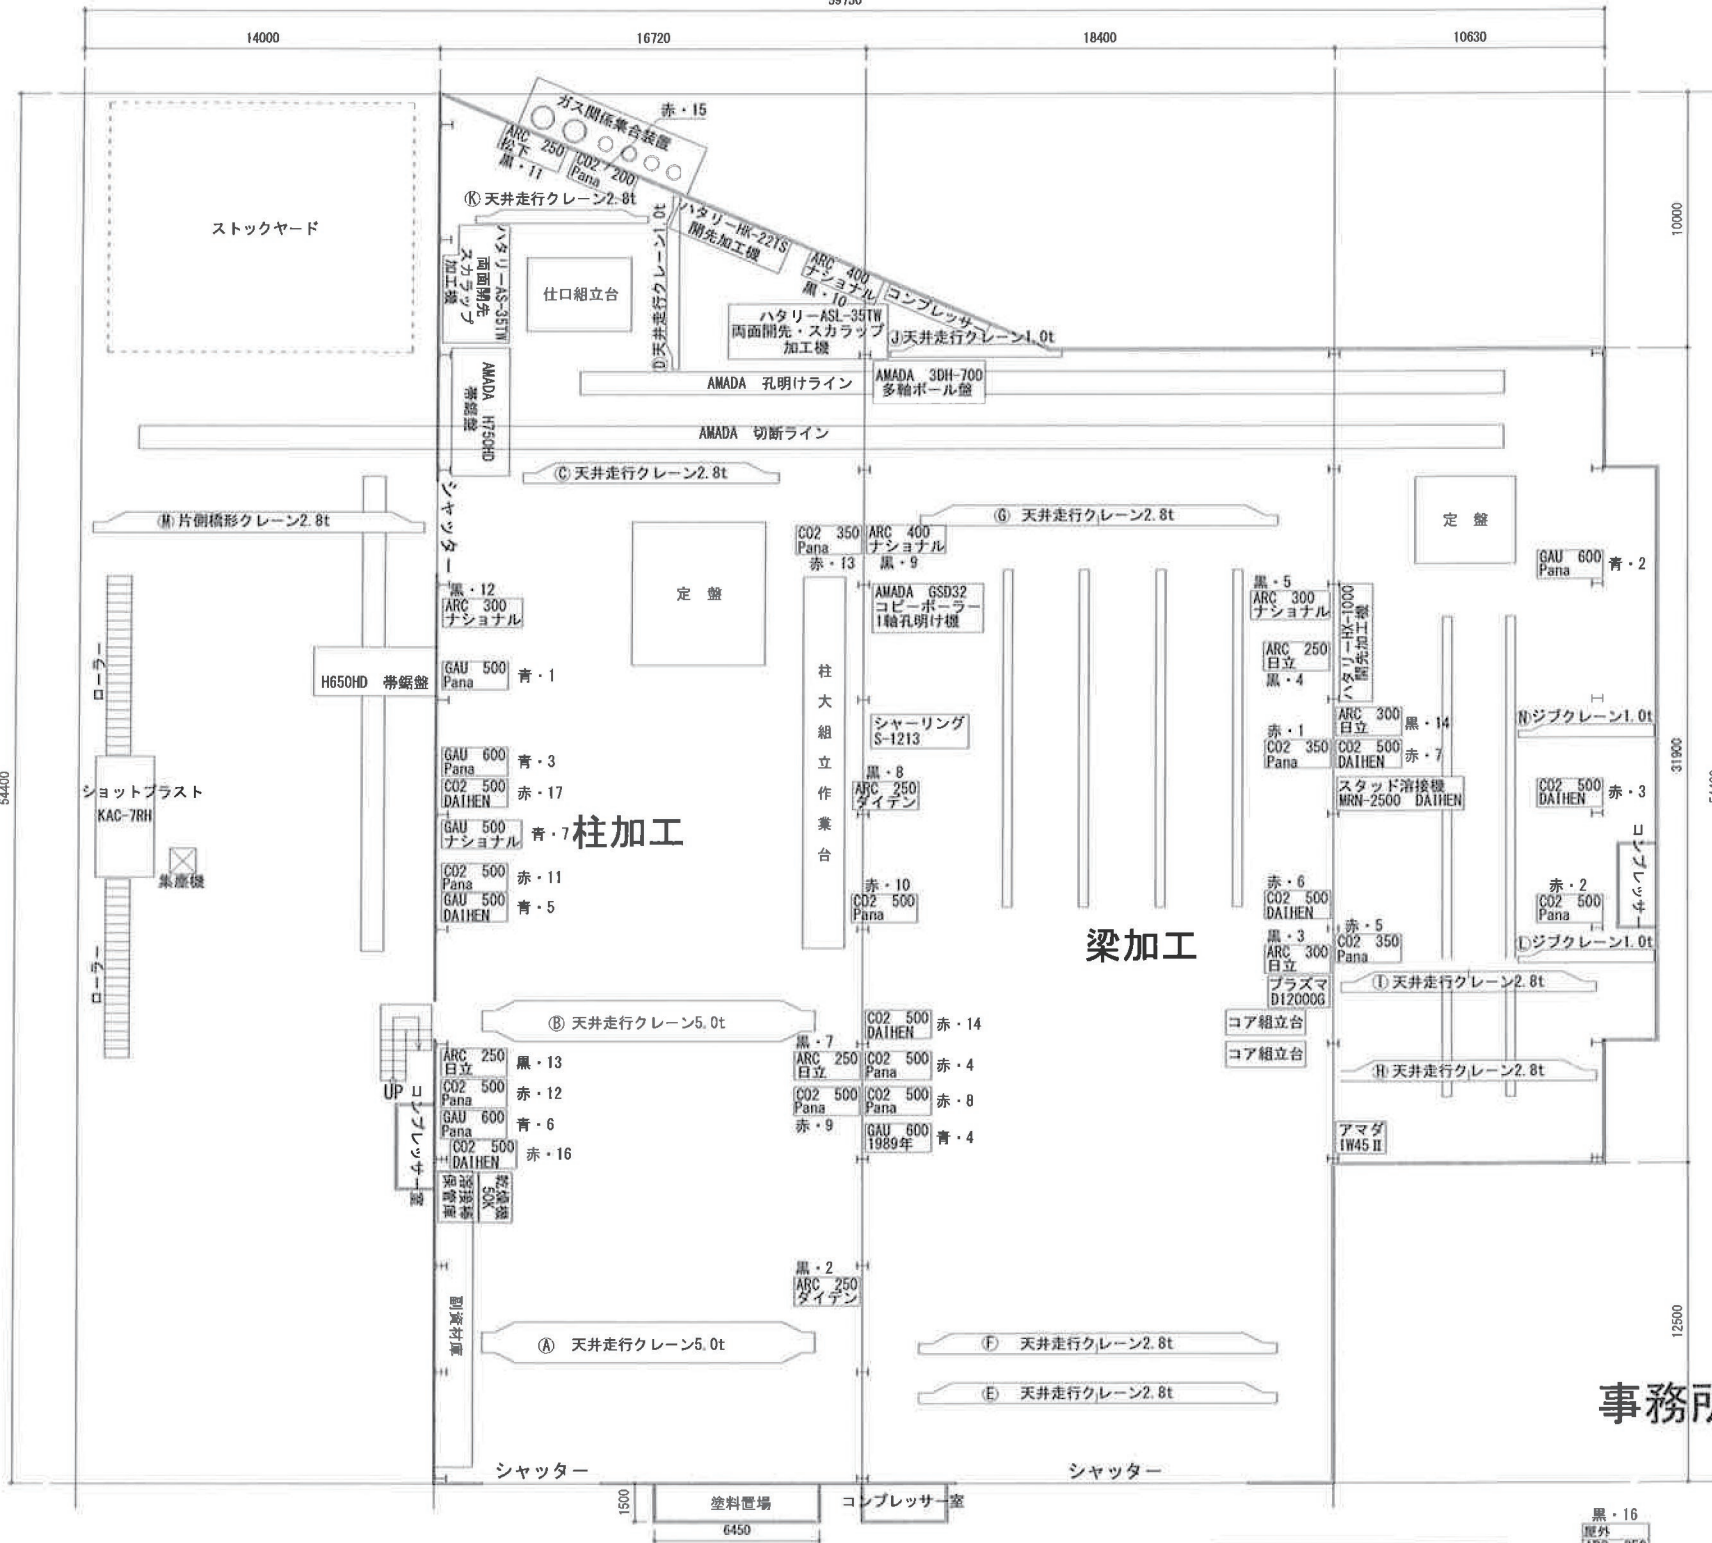 59750
14000
16720
18400
10630
ガス関係集合装置
赤・15
ARC 250
松下
黒・11
CO2 200
Pana
Ⓚ天井走行クレーン2.8t
ストックヤード
ハタリーAS-35TW
両面開先
スカラップ
加工機
仕口組立台
Ⓓ天井走行クレーン1.0t
ハタリーHK-22TS
開先加工機
ARC 400
ナショナル
黒・10
コンプレッサー
ハタリーASL-35TW
両面開先・スカラップ
加工機
Ⓙ天井走行クレーン1.0t
10000
AMADA H750HD
帯鋸盤
AMADA 孔明けライン
AMADA 3DH-700
多軸ボール盤
AMADA 切断ライン
Ⓒ天井走行クレーン2.8t
シャッター
Ⓜ片側橋形クレーン2.8t
Ⓖ 天井走行クレーン2.8t
定 盤
CO2 350
Pana
赤・13
ARC 400
ナショナル
黒・9
GAU 600
Pana
青・2
定 盤
黒・12
ARC 300
ナショナル
AMADA GSD32
コピーボーラー
1軸孔明け機
黒・5
ARC 300
ナショナル
ハタリーHX-1000
開先加工機
ローラー
H650HD 帯鋸盤
GAU 500
Pana
青・1
柱大組立作業台
ARC 250
日立
黒・4
シャーリング
S-1213
ARC 300
日立
黒・14
Ⓝジブクレーン1.0t
赤・1
CO2 350
Pana
CO2 500
DAIHEN
赤・7
31900
54400
GAU 600
Pana
青・3
CO2 500
DAIHEN
赤・17
黒・8
ARC 250
ダイデン
スタッド溶接機
MRN-2500 DAIHEN
CO2 500
DAIHEN
赤・3
ショットブラスト
KAC-7RH
GAU 500
ナショナル
青・7
柱加工
コンプレッサー
集塵機
CO2 500
Pana
赤・11
GAU 500
DAIHEN
青・5
赤・10
CO2 500
Pana
赤・6
CO2 500
DAIHEN
赤・2
CO2 500
Pana
ローラー
梁加工
黒・3
ARC 300
日立
赤・5
CO2 350
Pana
Ⓛジブクレーン1.0t
プラズマ
D12000G
Ⓘ天井走行クレーン2.8t
Ⓑ 天井走行クレーン5.0t
CO2 500
DAIHEN
赤・14
コア組立台
コア組立台
UP
ARC 250
日立
黒・13
黒・7
ARC 250
日立
CO2 500
Pana
赤・4
Ⓗ天井走行クレーン2.8t
コンプレッサー室
CO2 500
Pana
赤・12
CO2 500
Pana
赤・9
CO2 500
Pana
赤・8
GAU 600
Pana
青・6
GAU 600
1989年
青・4
アマダ
IW45Ⅱ
CO2 500
DAIHEN
赤・16
溶接棒
保管庫
乾燥機
50K
黒・2
ARC 250
ダイデン
副資材庫
Ⓐ 天井走行クレーン5.0t
Ⓕ 天井走行クレーン2.8t
Ⓔ 天井走行クレーン2.8t
12500
事務所
シャッター
シャッター
1500
塗料置場
コンプレッサー室
6450
黒・16
屋外